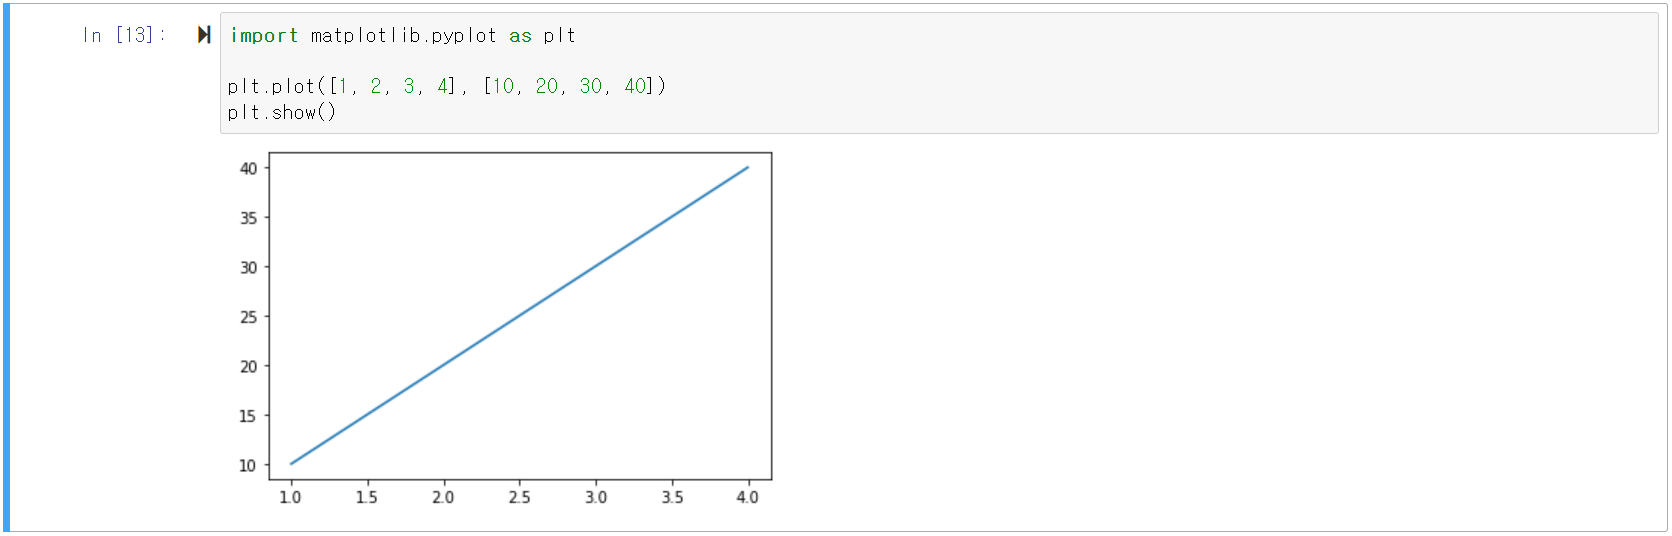 In [13]:
import matplotlib.pyplot as plt
plt.plot([1, 2, 3, 4], [10, 20, 30, 40])
plt.show()
40
35
30
25
20
15
10
1.0 1.5 2.0 2.5 3.0 3.5 4.0